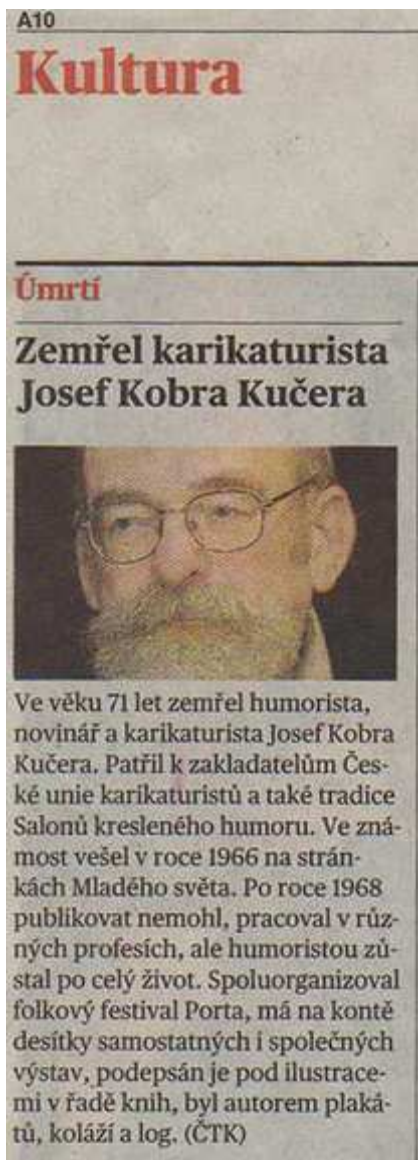 A10
Kultura
Úmrtí
Zemřel karikaturista
Josef Kobra Kučera
Ve věku 71 let zemřel humorista,
novinář a karikaturista Josef Kobra
Kučera. Patřil k zakladatelům Čes-
ké unie karikaturistů a také tradice
Salonů kresleného humoru. Ve zná-
most vešel v roce 1966 na strán-
kách Mladého světa. Po roce 1968
publikovat nemohl, pracoval v růz-
ných profesích, ale humoristou zů-
stal po celý život. Spoluorganizoval
folkový festival Porta, má na kontě
desítky samostatných i společných
výstav, podepsán je pod ilustrace-
mi v řadě knih, byl autorem plaká-
tů, koláží a log. (ČTK)